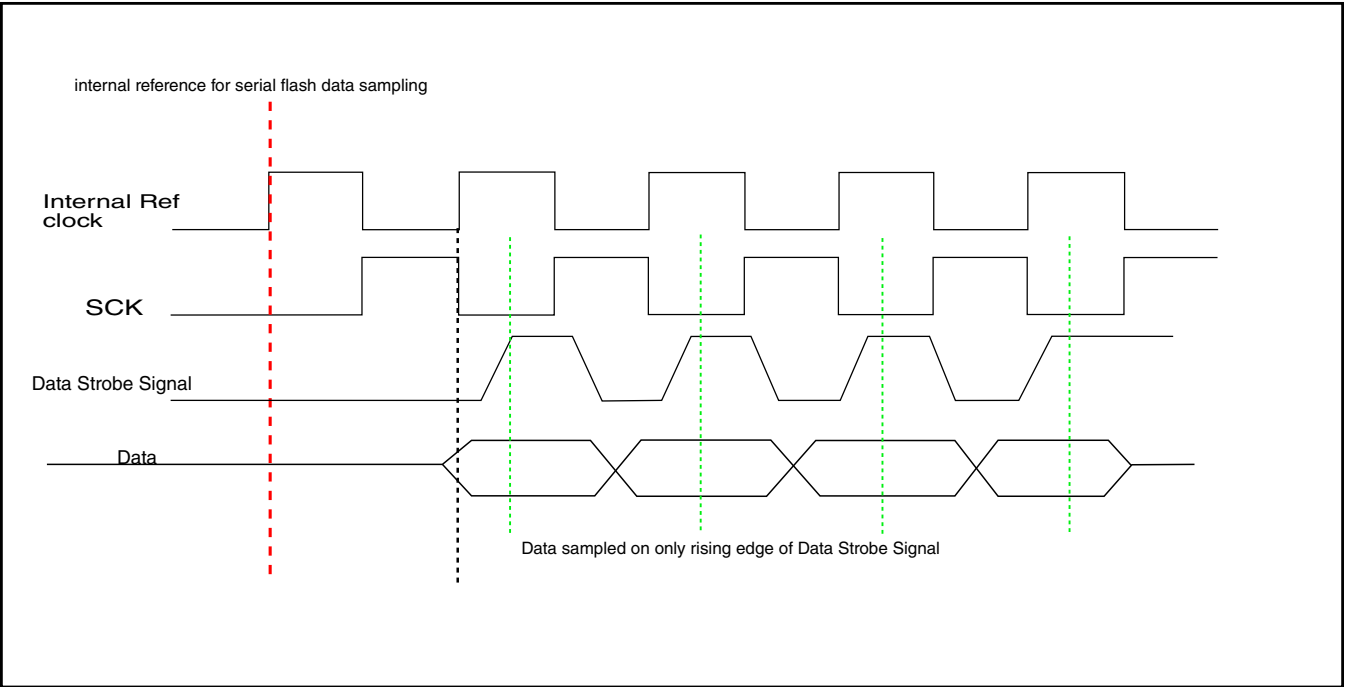 internal reference for serial flash data sampling
Internal Ref
clock
SCK
Data Strobe Signal
Data
Data sampled on only rising edge of Data Strobe Signal